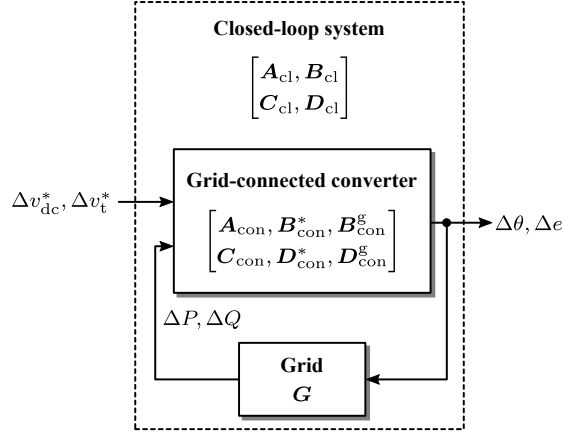 Closed-loop system
[A_cl, B_cl
C_cl, D_cl]
Grid-connected converter
Δv*_dc, Δv*_t
[A_con, B*_con, B^g_con
C_con, D*_con, D^g_con]
Δθ, Δe
ΔP, ΔQ
Grid
G